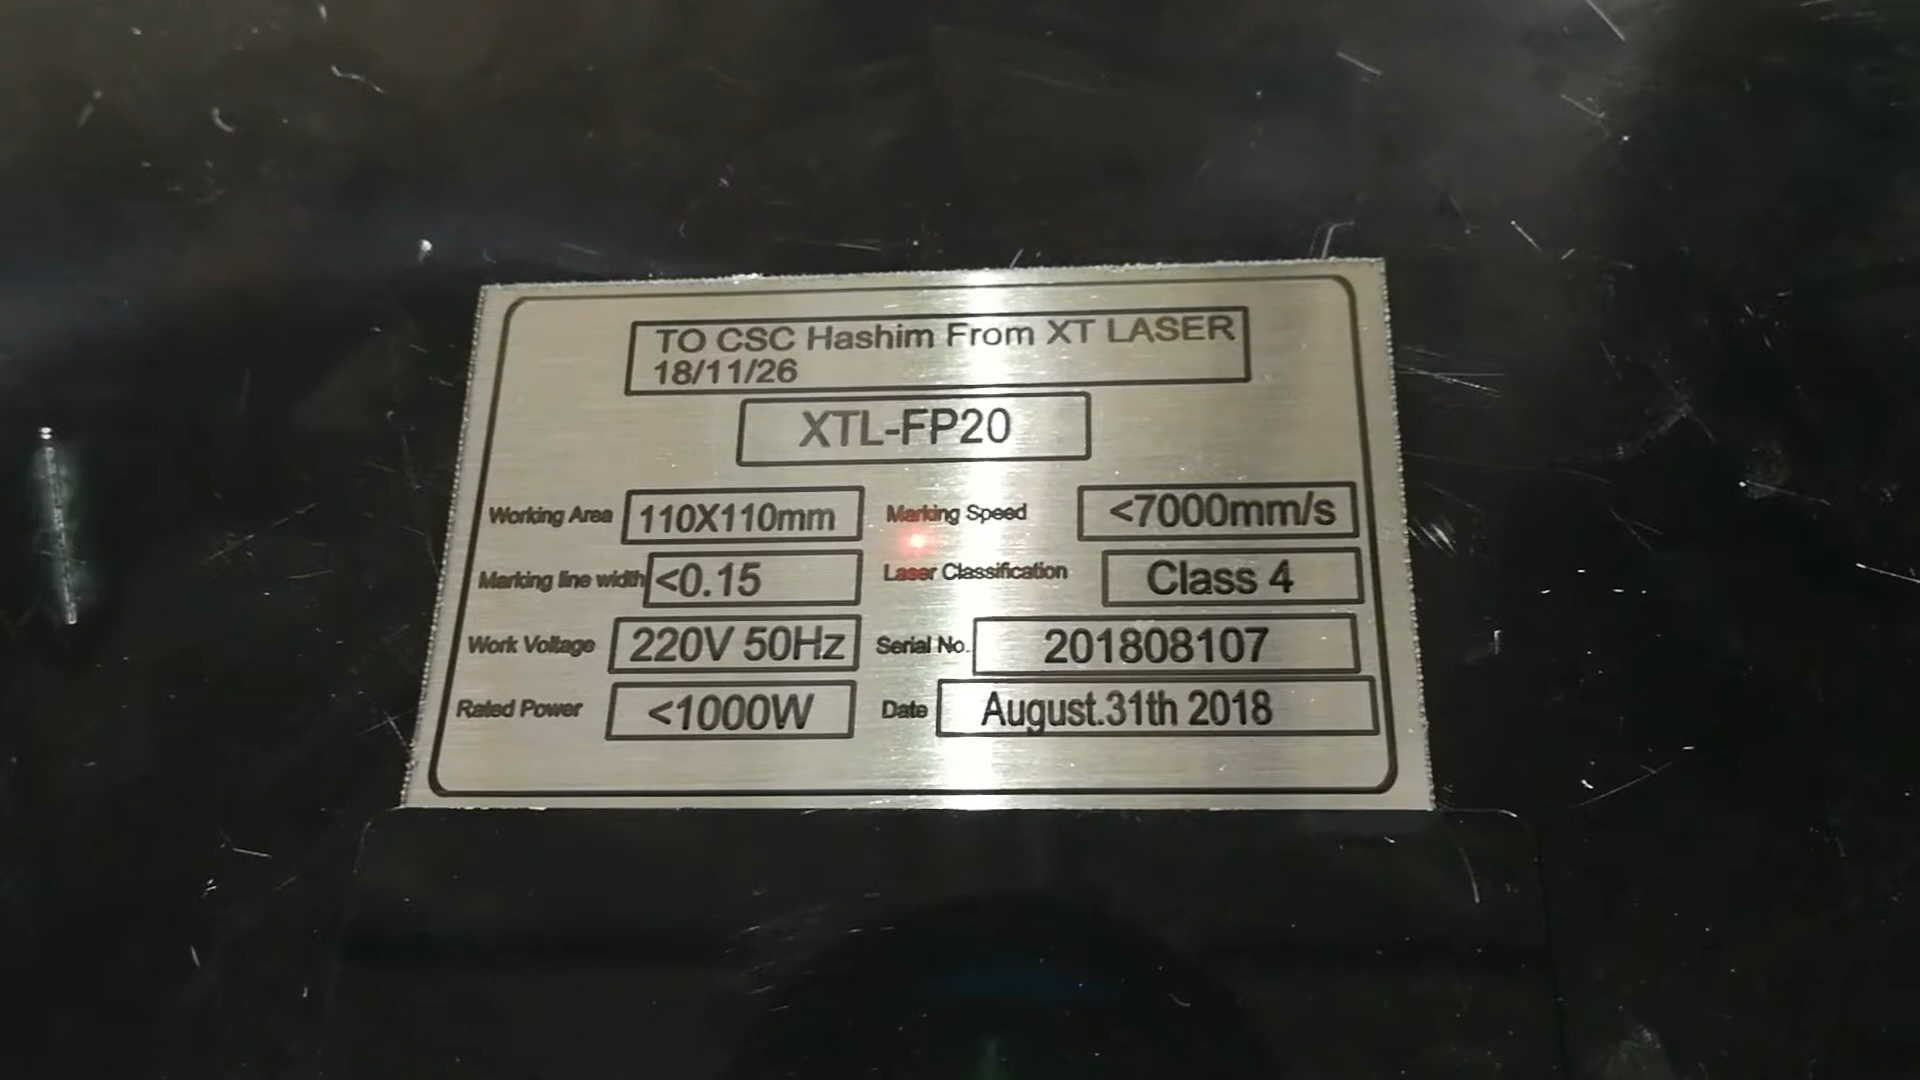 TO CSC Hashim From XT LASER
18/11/26
XTL-FP20
Working Area 110X110mm Marking Speed <7000mm/s
Marking line width <0.15 Laser Classification Class 4
Work Voltage 220V 50Hz Serial No. 201808107
Rated Power <1000W Date August.31th 2018